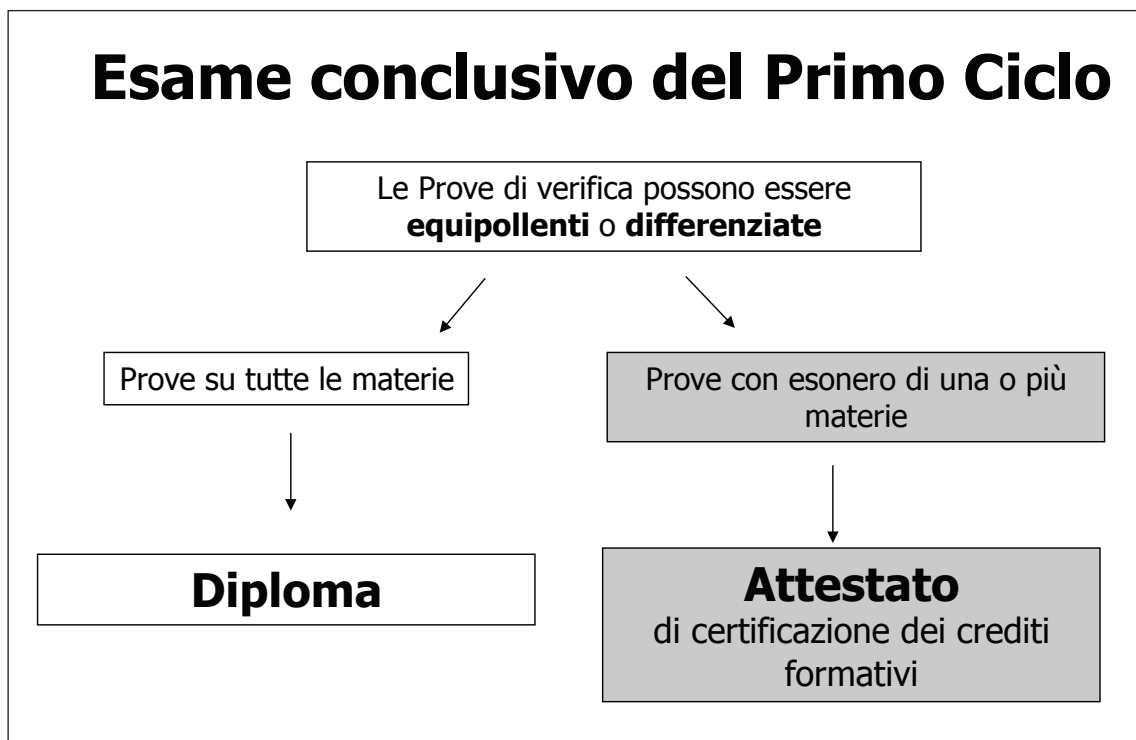 Esame conclusivo del Primo Ciclo
Le Prove di verifica possono essere
equipollenti o differenziate
Prove su tutte le materie
Prove con esonero di una o più
materie
Diploma
Attestato
di certificazione dei crediti
formativi